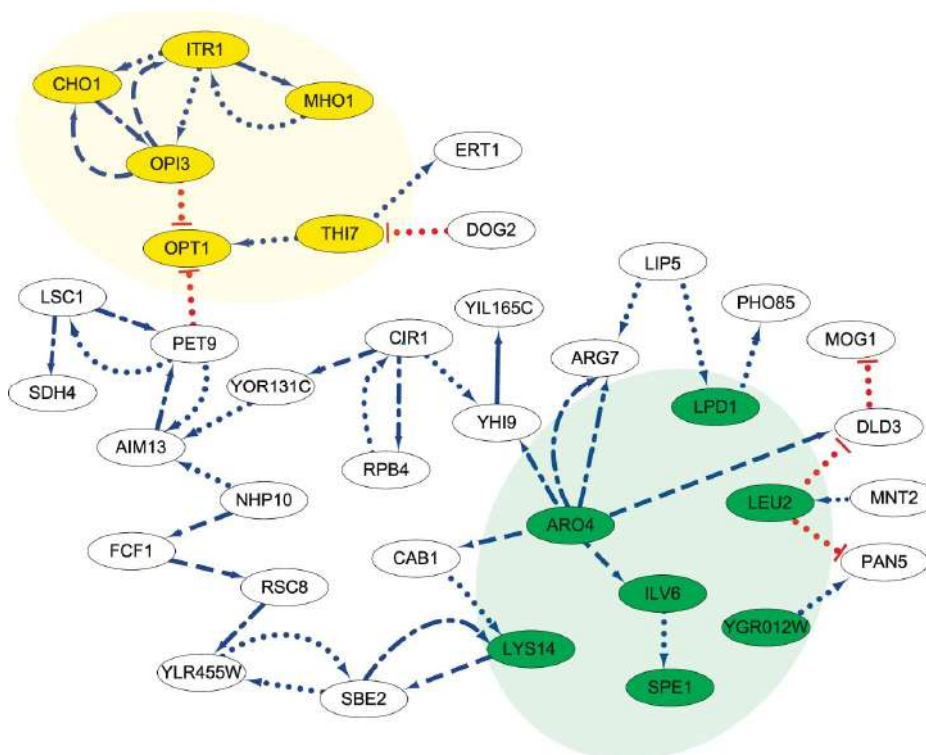 ITR1
CHO1
MHO1
OPI3
ERT1
THI7
DOG2
OPT1
LIP5
LSC1
YIL165C
PHO85
PET9
CIR1
ARG7
MOG1
SDH4
YOR131C
LPD1
YHI9
DLD3
AIM13
RPB4
NHP10
LEU2
MNT2
ARO4
FCF1
CAB1
PAN5
RSC8
ILV6
YGR012W
LYS14
YLR455W
SBE2
SPE1